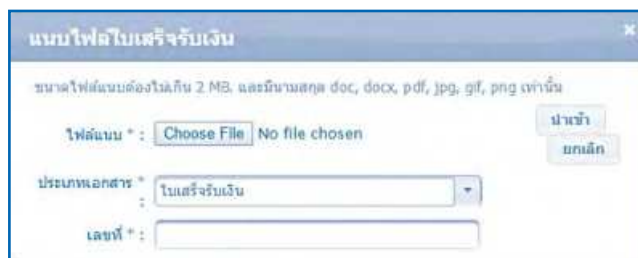 แนบไฟล์ใบเสร็จรับเงิน
ขนาดไฟล์แนบต้องไม่เกิน 2 MB. และมีนามสกุล doc, docx, pdf, jpg, gif, png เท่านั้น
ไฟล์แนบ * : Choose File No file chosen
นำเข้า
ยกเลิก
ประเภทเอกสาร * : ใบเสร็จรับเงิน
เลขที่ * :